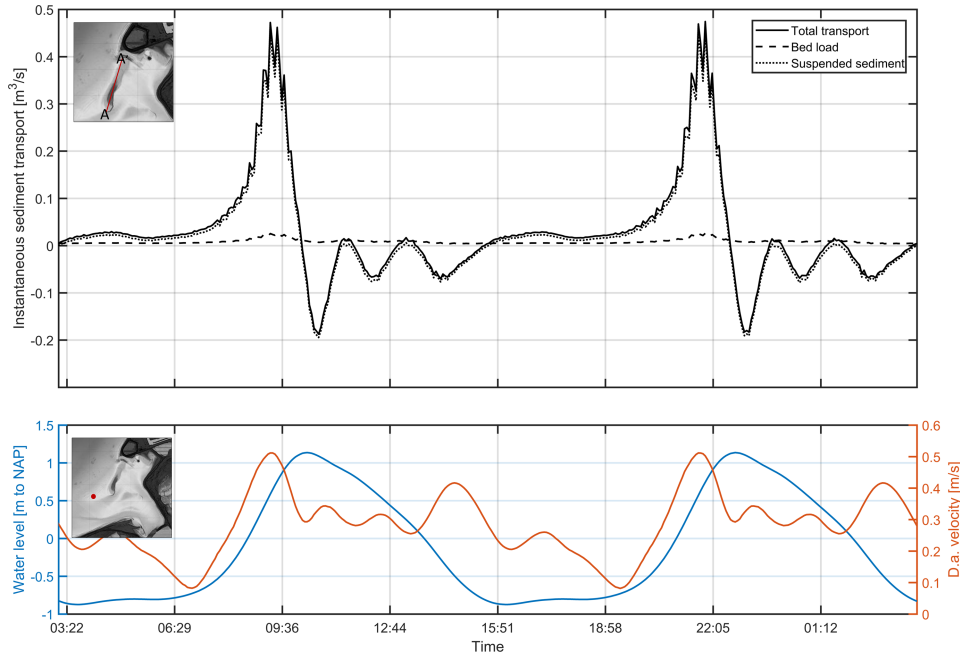 0.5
0.4
0.3
0.2
0.1
0
-0.1
-0.2
Instantaneous sediment transport [m³/s]
A'
A
Total transport
Bed load
Suspended sediment
1.5
1
0.5
0
-0.5
-1
Water level [m to NAP]
0.6
0.5
0.4
0.3
0.2
0.1
0
D.a. velocity [m/s]
03:22 06:29 09:36 12:44 15:51 18:58 22:05 01:12
Time